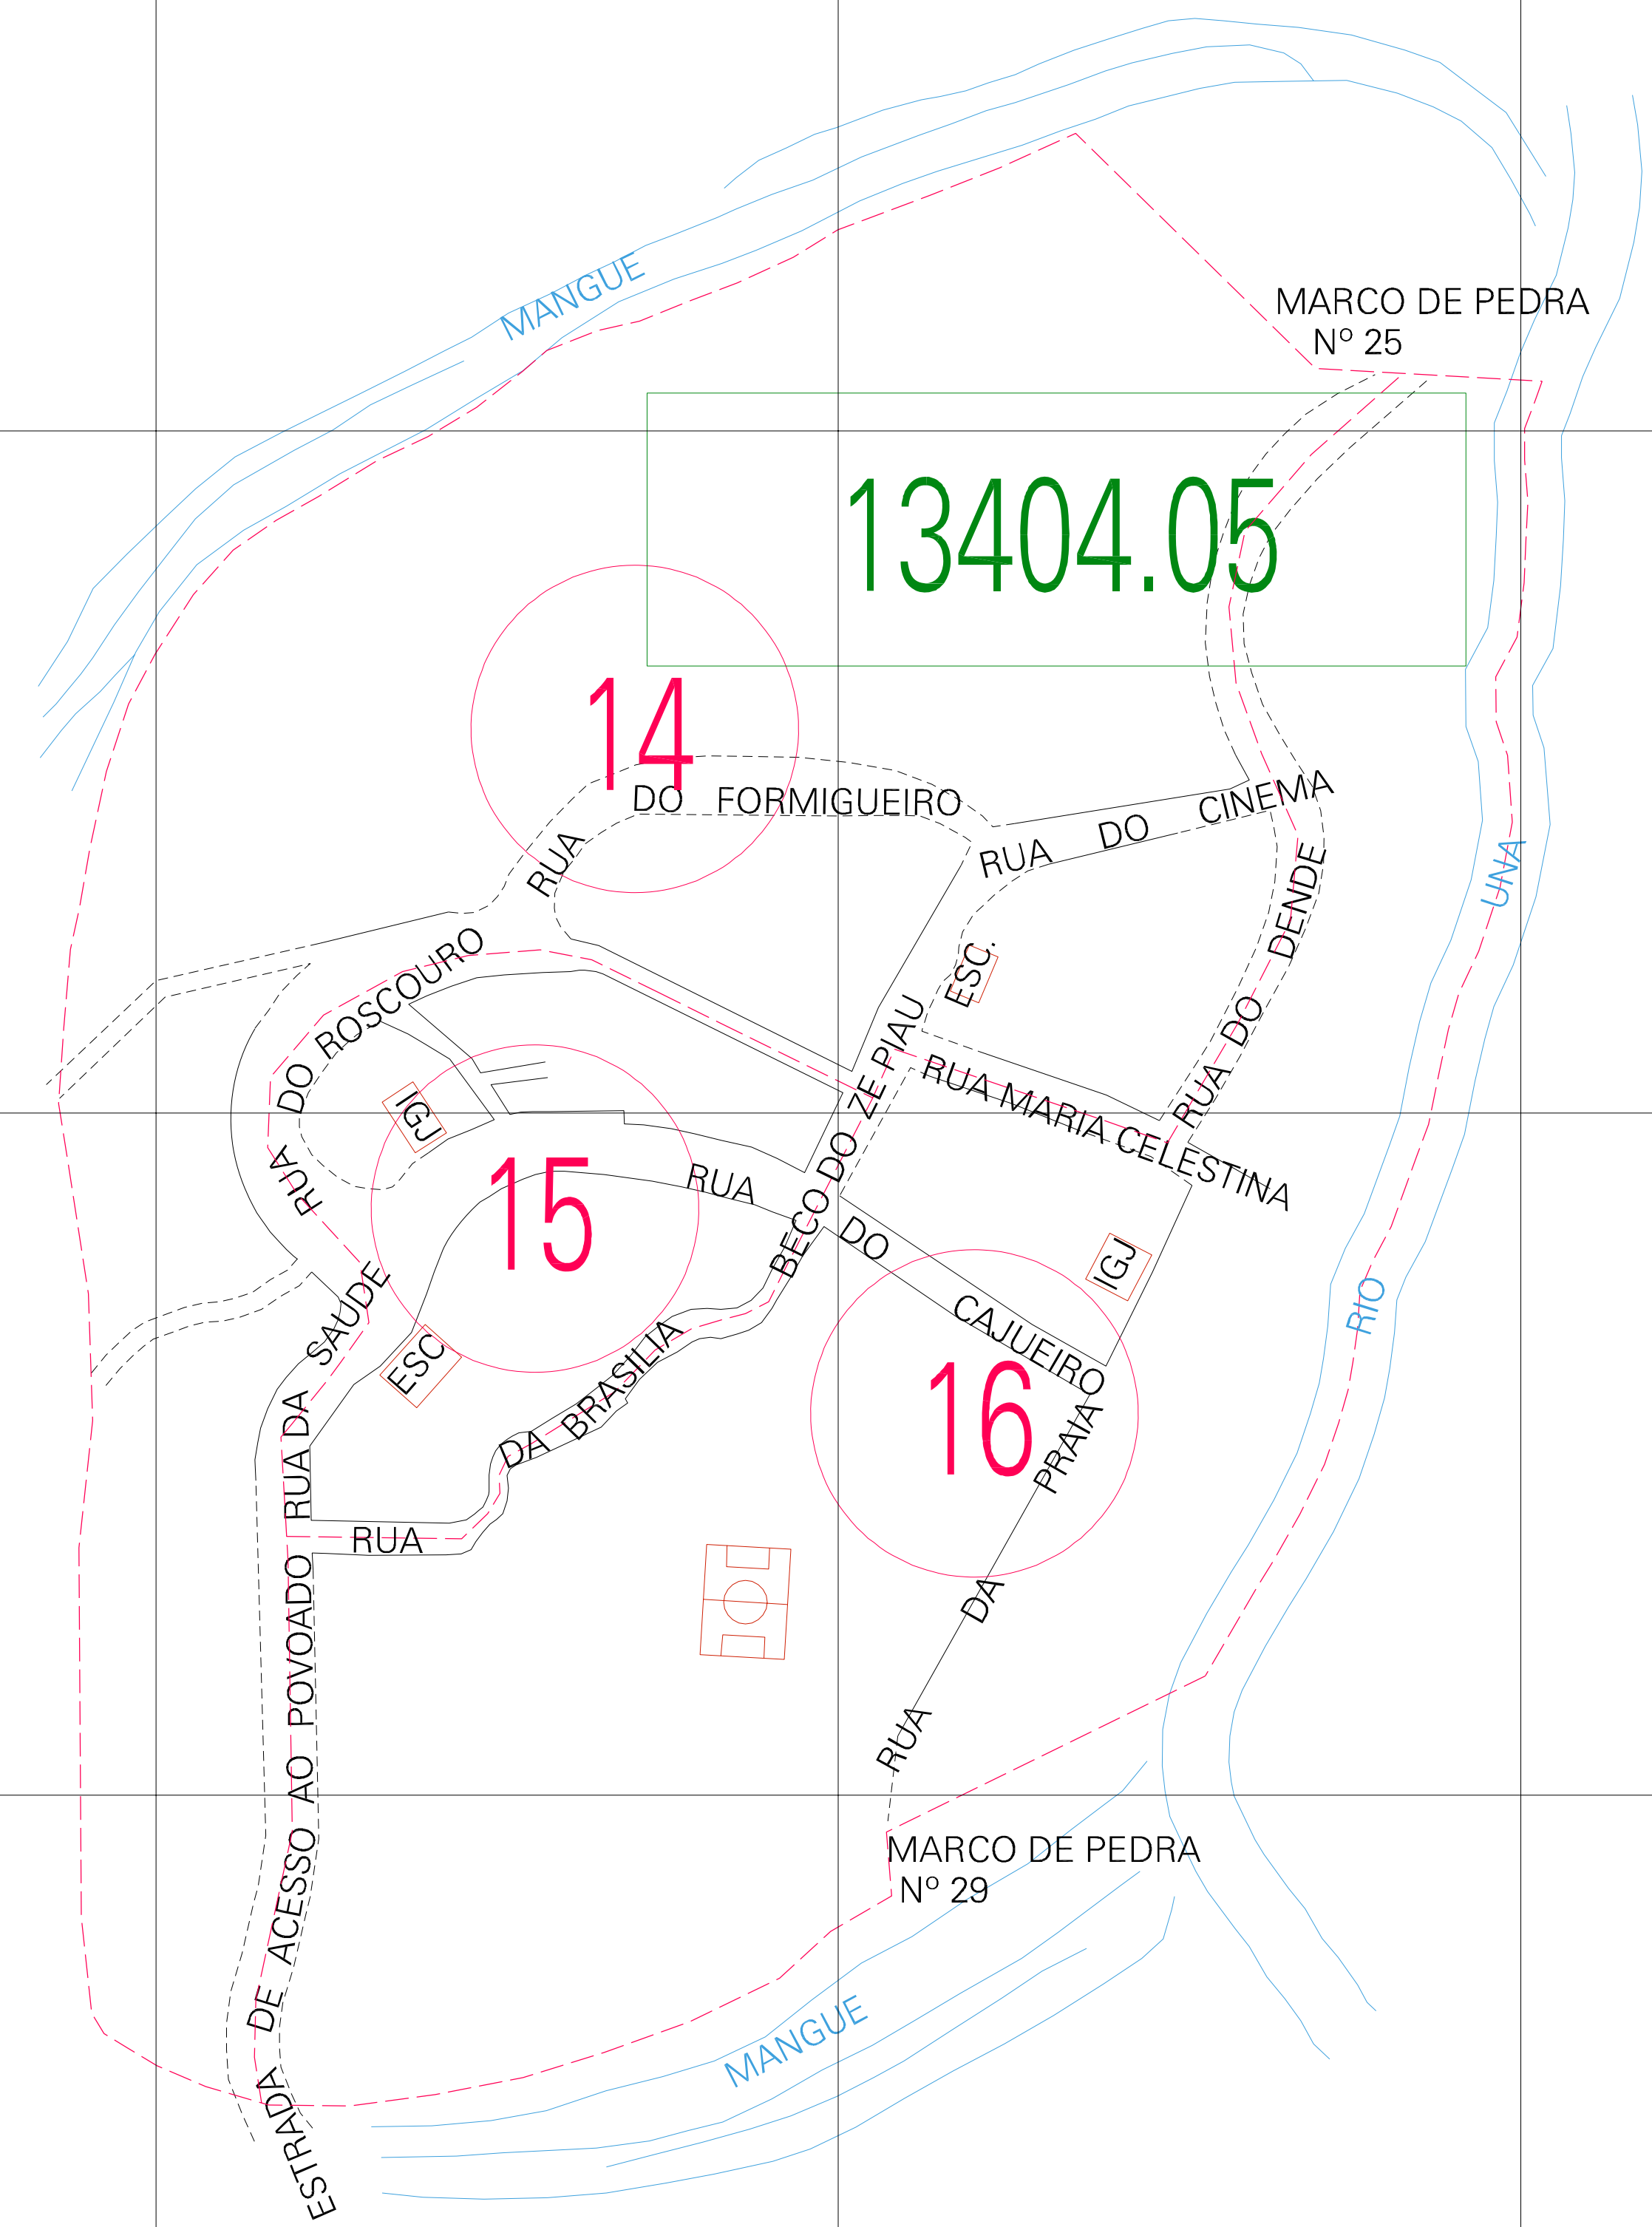 MANGUE
MARCO DE PEDRA
Nº 25
13404.05
14
RUA DO FORMIGUEIRO
RUA DO CINEMA
RUA DO DENDE
RIO UNA
RUA DO ROSCOURO
ESC.
BECO DO ZE PIAU
RUA MARIA CELESTINA
IGJ
15
RUA DO CAJUEIRO
IGJ
RUA DA SAUDE
ESC
RUA DA BRASILIA
16
RUA DA PRAIA
ESTRADA DE ACESSO AO POVOADO
MARCO DE PEDRA
Nº 29
MANGUE